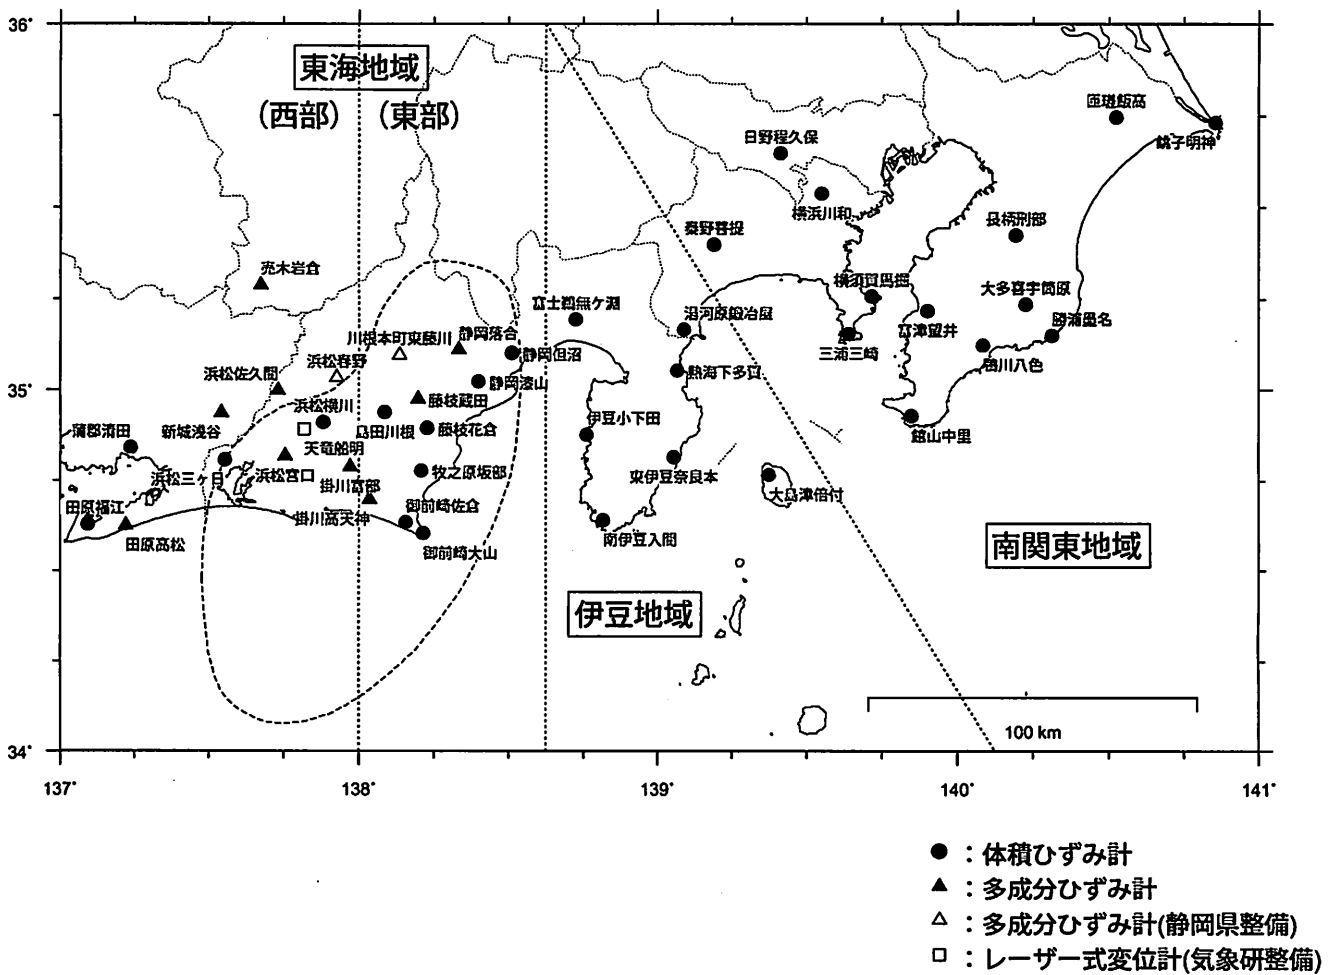 36°
東海地域
(西部)
(東部)
匝瑳飯高
日野程久保
銚子明神
横浜川和
長柄刑部
秦野菩提
売木岩倉
横須賀馬堀
大多喜宇筒原
富士鵜無ケ淵
湯河原鍛冶屋
勝浦墨名
富津望井
川根本町東藤川
静岡落合
三浦三崎
静岡但沼
浜松春野
鴨川八色
浜松佐久間
熱海下多賀
静岡漆山
35°
藤枝蔵田
浜松横川
伊豆小下田
蒲郡清田
新城浅谷
島田川根
藤枝花倉
館山中里
天竜船明
浜松三ヶ日
浜松宮口
牧之原坂部
東伊豆奈良本
掛川富部
大島津倍付
田原福江
御前崎佐倉
掛川高天神
田原高松
南伊豆入間
御前崎大山
南関東地域
伊豆地域
100 km
34°
137°
138°
139°
140°
141°
●：体積ひずみ計
▲：多成分ひずみ計
△：多成分ひずみ計(静岡県整備)
□：レーザー式変位計(気象研整備)